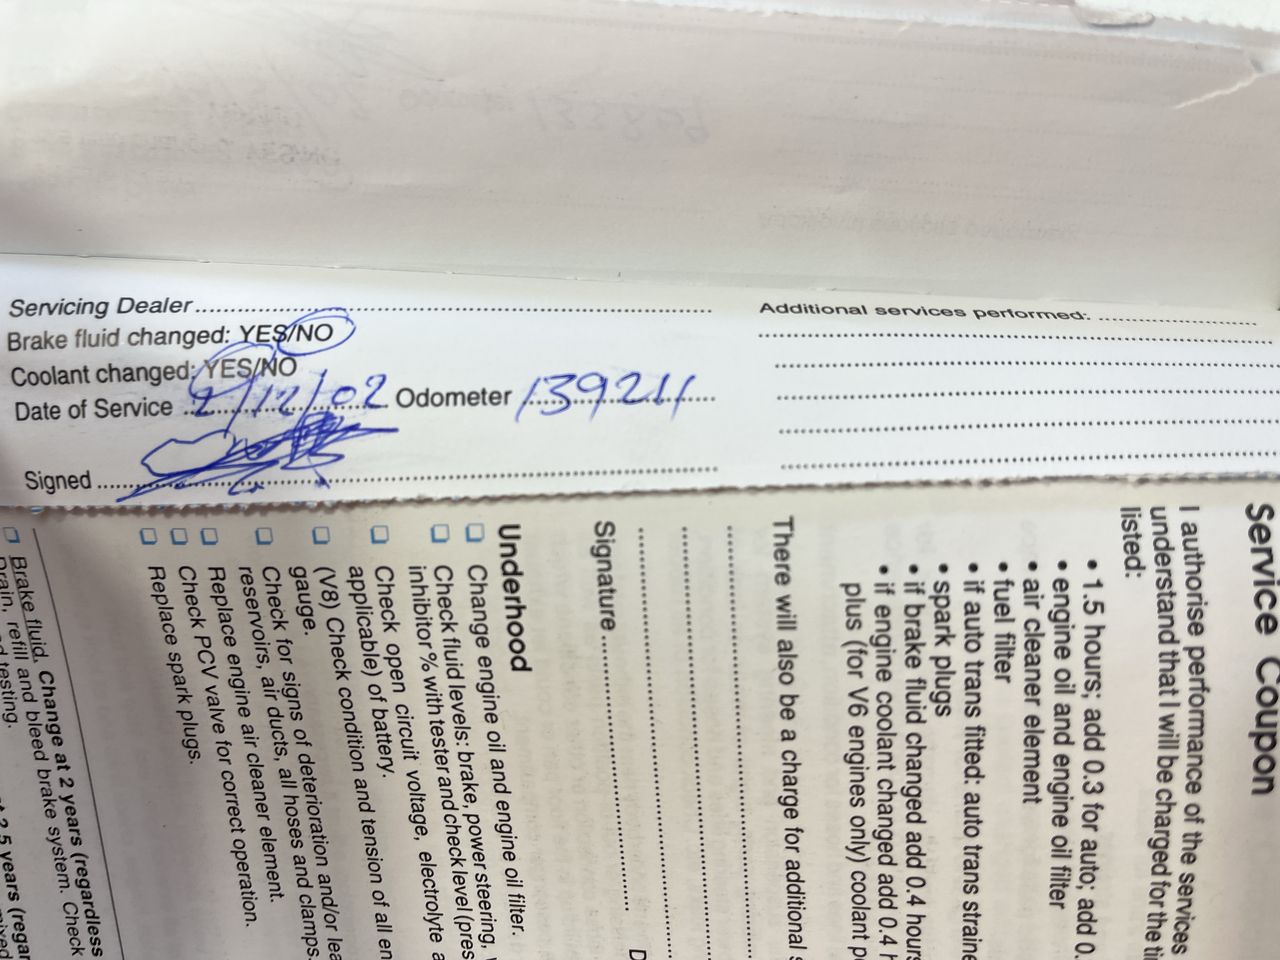 Servicing Dealer
Brake fluid changed: YES/NO
Coolant changed: YES/NO
Date of Service 2/12/02 Odometer 139211
Signed
Additional services performed:
Service Coupon
I authorise performance of the services
understand that I will be charged for the
listed:
• 1.5 hours; add 0.3 for auto; add 0.
• engine oil and engine oil filter
• air cleaner element
• fuel filter
• if auto trans fitted: auto trans
• spark plugs
• if brake fluid changed add 0.4 hours
• if engine coolant changed add 0.4
plus (for V6 engines only) coolant
There will also be a charge for additional
Signature
Underhood
Change engine oil and engine oil filter.
Check fluid levels: brake, power steering,
inhibitor % with tester and check level
Check open circuit voltage, electrolyte
applicable) of battery.
(V8) Check condition and tension of all
gauge.
Check for signs of deterioration and/or
reservoirs, air ducts, all hoses and clamps.
Replace engine air cleaner element.
Check PCV valve for correct operation.
Replace spark plugs.
Brake fluid. Change at 2 years (regardless
Drain, refill and bleed brake system. Check
testing.
5 years